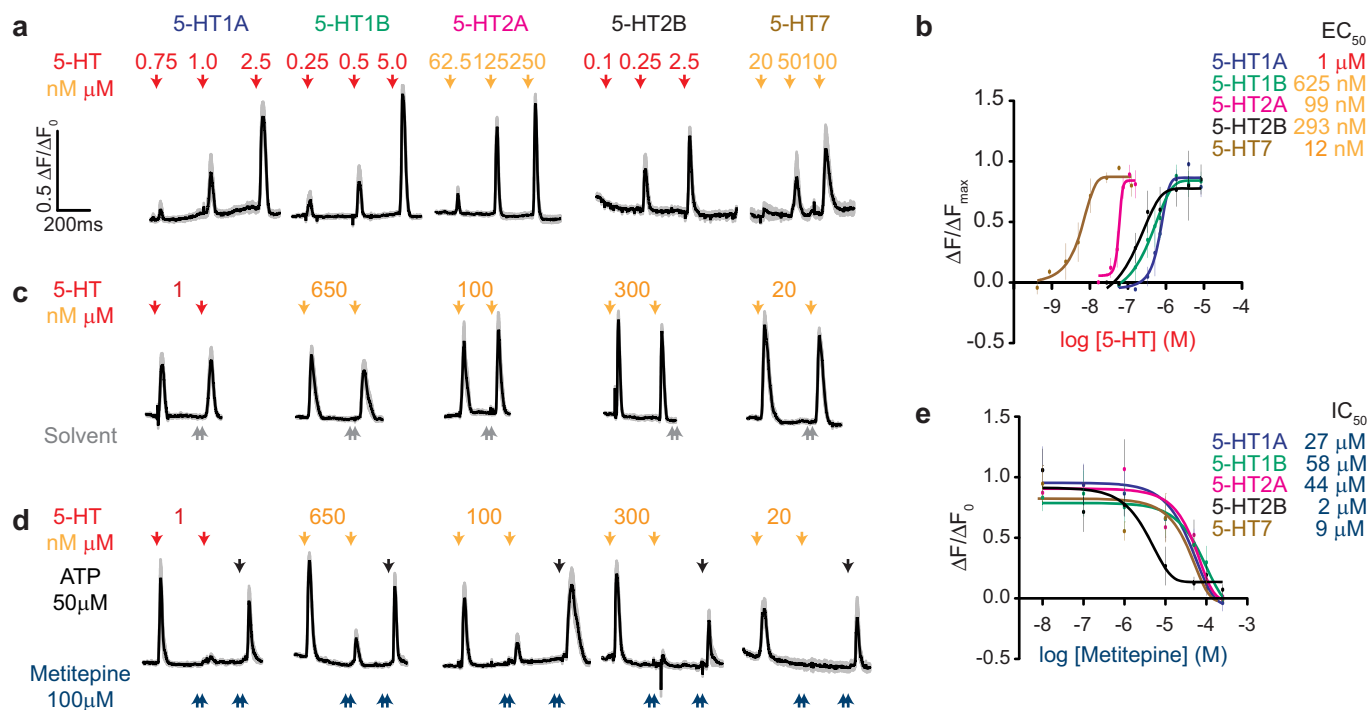 a
5-HT1A 5-HT1B 5-HT2A 5-HT2B 5-HT7
5-HT 0.75 1.0 2.5 0.25 0.5 5.0 62.5 125 250 0.1 0.25 2.5 20 50 100
nM μM
0.5 ΔF/ΔF0
200ms
b
EC50
5-HT1A 1 μM
5-HT1B 625 nM
5-HT2A 99 nM
5-HT2B 293 nM
5-HT7 12 nM
ΔF/ΔFmax
1.5
1.0
0.5
0.0
-0.5
-9 -8 -7 -6 -5 -4
log [5-HT] (M)
c
5-HT 1 650 100 300 20
nM μM
Solvent
d
5-HT 1 650 100 300 20
nM μM
ATP
50μM
Metitepine
100μM
e
IC50
5-HT1A 27 μM
5-HT1B 58 μM
5-HT2A 44 μM
5-HT2B 2 μM
5-HT7 9 μM
ΔF/ΔF0
1.5
1.0
0.5
0.0
-0.5
-8 -7 -6 -5 -4 -3
log [Metitepine] (M)